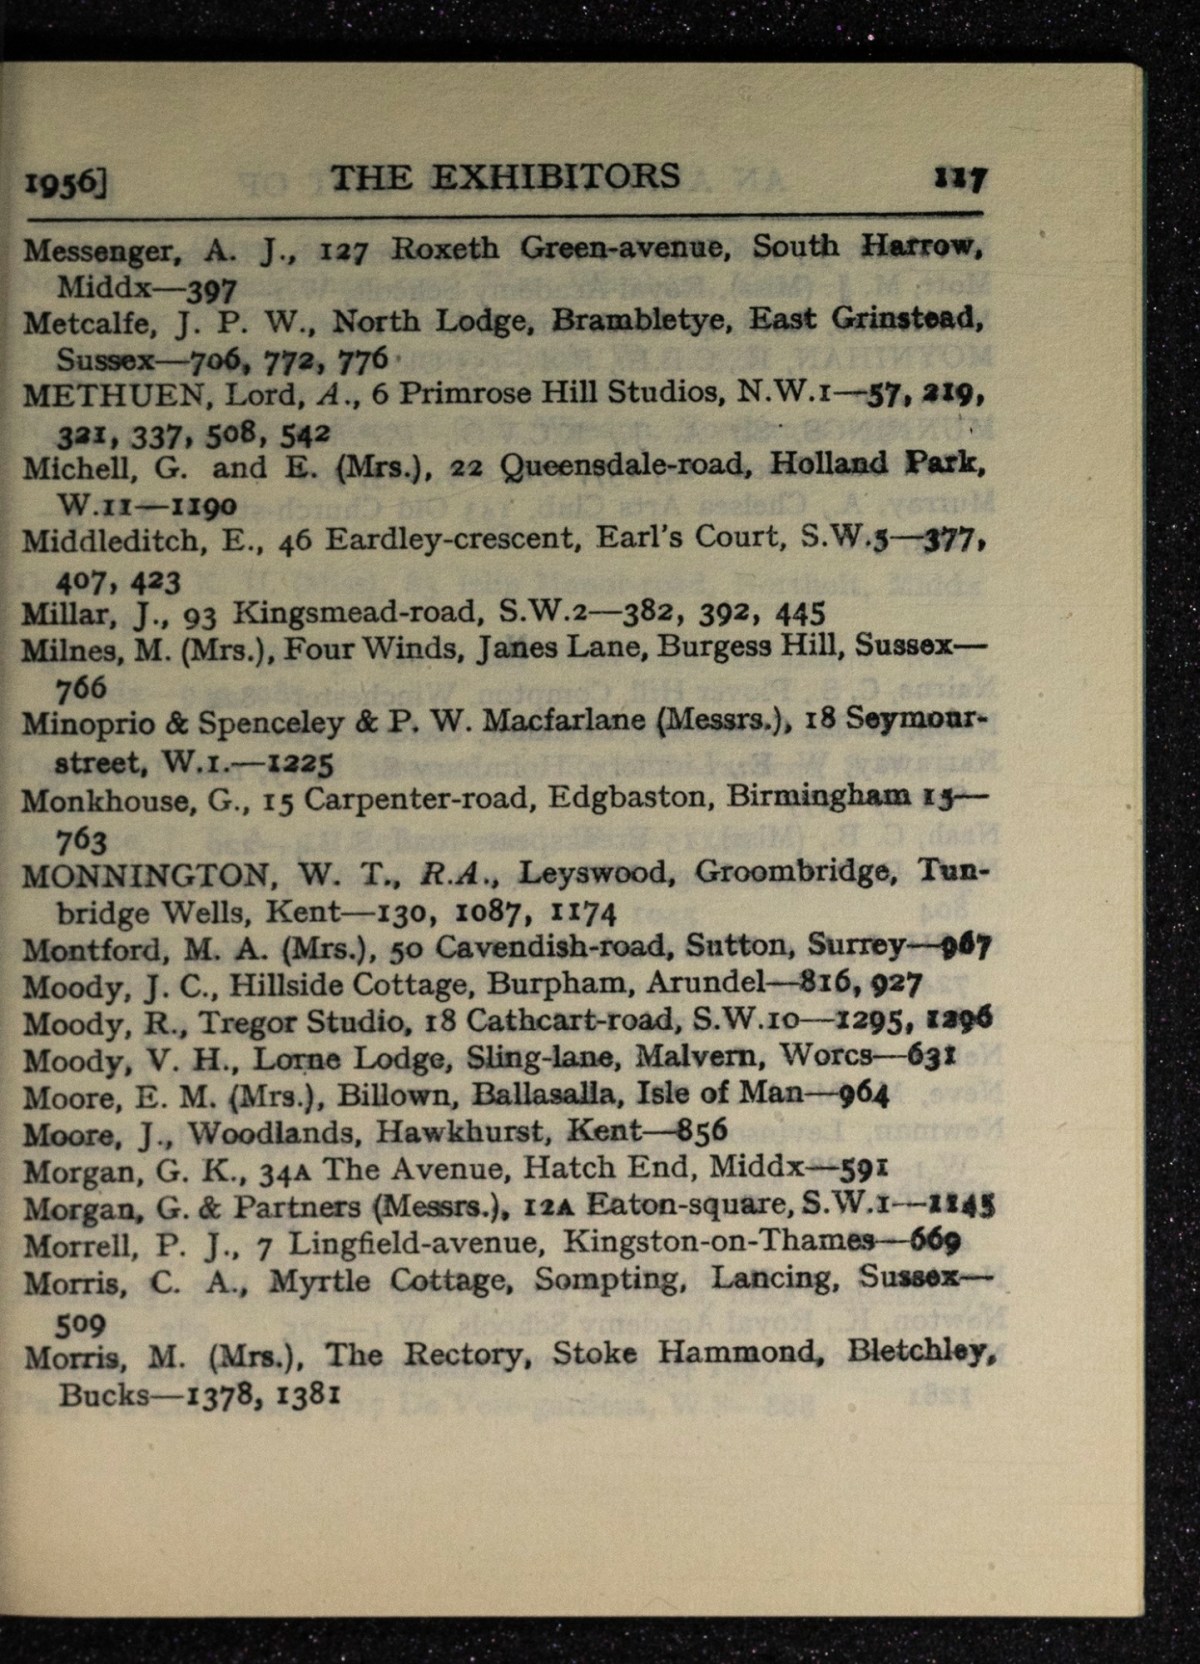 1956] THE EXHIBITORS 117
Messenger, A. J., 127 Roxeth Green-avenue, South Harrow,
Middx—397
Metcalfe, J. P. W., North Lodge, Brambletye, East Grinstead,
Sussex—706, 772, 776
METHUEN, Lord, A., 6 Primrose Hill Studios, N.W.1—57, 219,
321, 337, 508, 542
Michell, G. and E. (Mrs.), 22 Queensdale-road, Holland Park,
W.11—1190
Middleditch, E., 46 Eardley-crescent, Earl's Court, S.W.5—377,
407, 423
Millar, J., 93 Kingsmead-road, S.W.2—382, 392, 445
Milnes, M. (Mrs.), Four Winds, Janes Lane, Burgess Hill, Sussex—
766
Minoprio & Spenceley & P. W. Macfarlane (Messrs.), 18 Seymour-
street, W.1.—1225
Monkhouse, G., 15 Carpenter-road, Edgbaston, Birmingham 15—
763
MONNINGTON, W. T., R.A., Leyswood, Groombridge, Tun-
bridge Wells, Kent—130, 1087, 1174
Montford, M. A. (Mrs.), 50 Cavendish-road, Sutton, Surrey—967
Moody, J. C., Hillside Cottage, Burpham, Arundel—816, 927
Moody, R., Tregor Studio, 18 Cathcart-road, S.W.10—1295, 1296
Moody, V. H., Lorne Lodge, Sling-lane, Malvern, Worcs—631
Moore, E. M. (Mrs.), Billown, Ballasalla, Isle of Man—964
Moore, J., Woodlands, Hawkhurst, Kent—856
Morgan, G. K., 34A The Avenue, Hatch End, Middx—591
Morgan, G. & Partners (Messrs.), 12A Eaton-square, S.W.1—1145
Morrell, P. J., 7 Lingfield-avenue, Kingston-on-Thames—669
Morris, C. A., Myrtle Cottage, Sompting, Lancing, Sussex—
509
Morris, M. (Mrs.), The Rectory, Stoke Hammond, Bletchley,
Bucks—1378, 1381